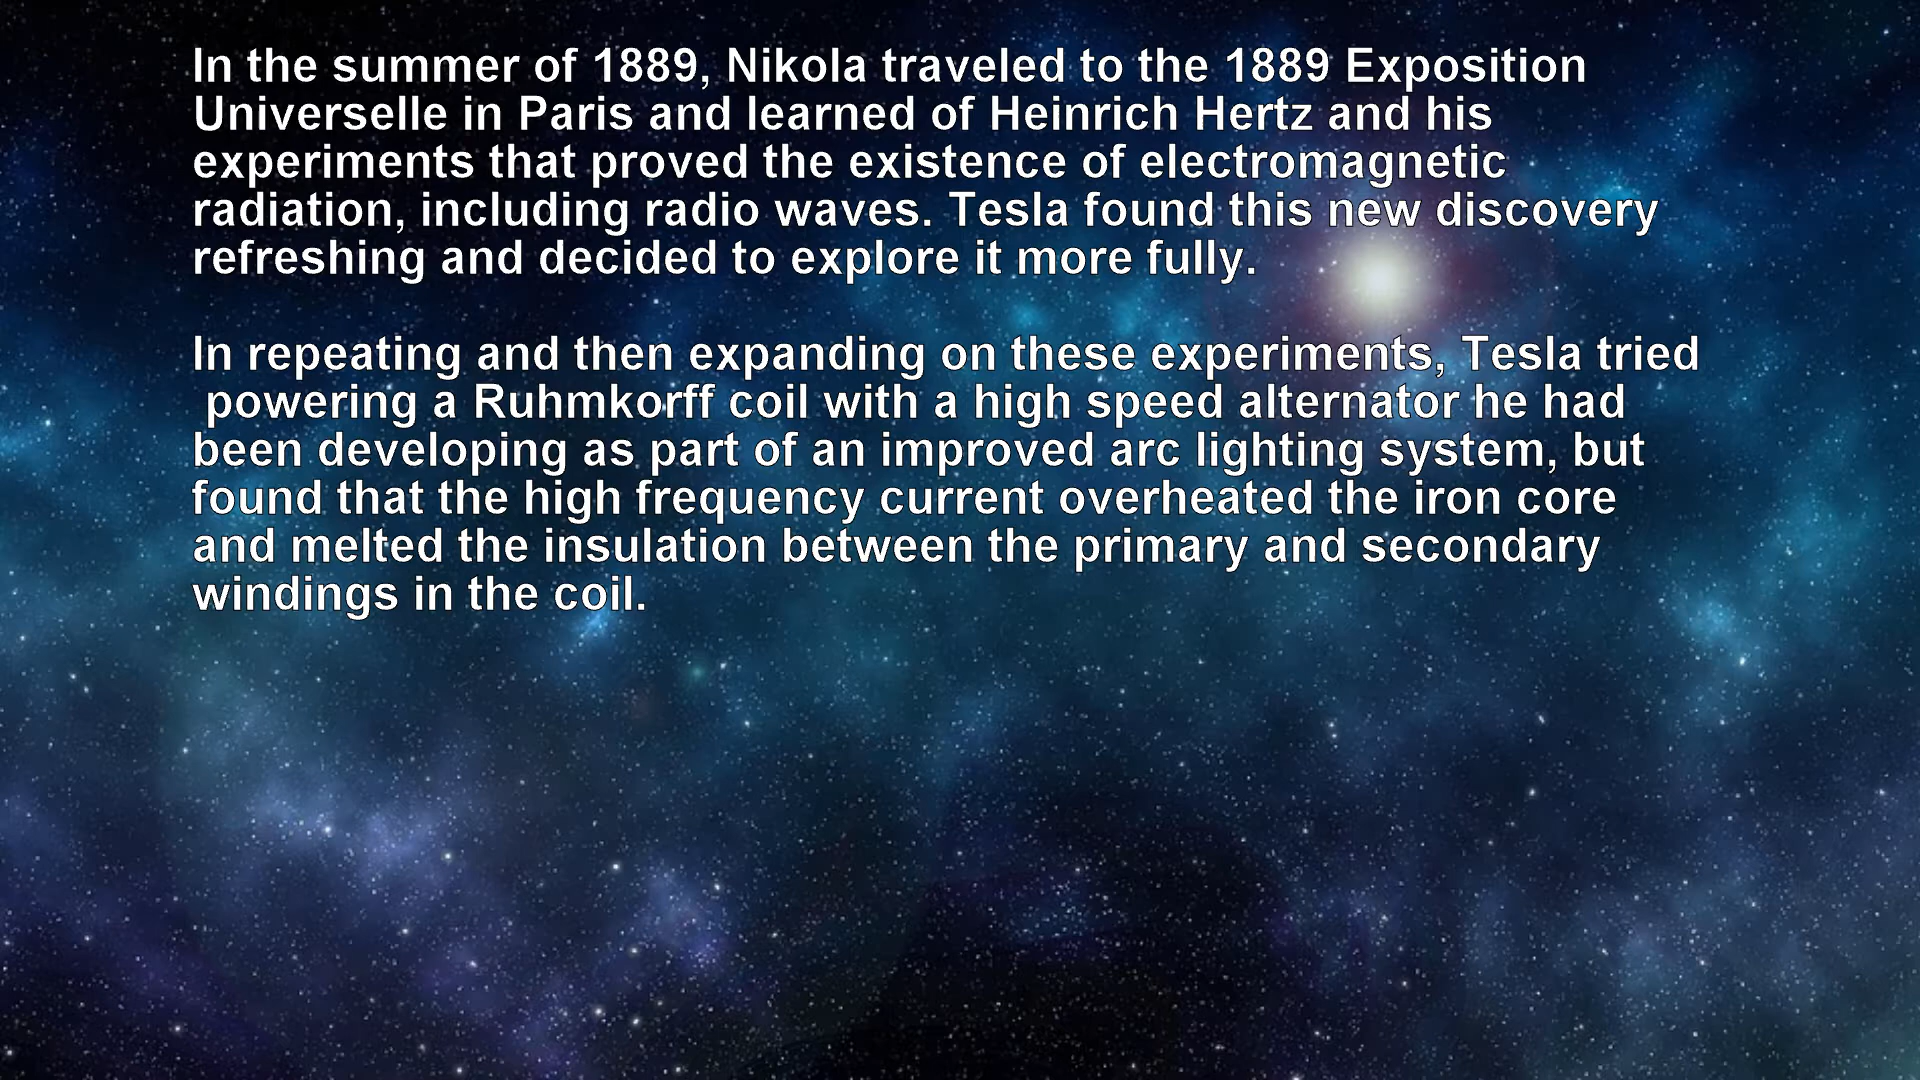 In the summer of 1889, Nikola traveled to the 1889 Exposition
Universelle in Paris and learned of Heinrich Hertz and his
experiments that proved the existence of electromagnetic
radiation, including radio waves. Tesla found this new discovery
refreshing and decided to explore it more fully.

In repeating and then expanding on these experiments, Tesla tried
powering a Ruhmkorff coil with a high speed alternator he had
been developing as part of an improved arc lighting system, but
found that the high frequency current overheated the iron core
and melted the insulation between the primary and secondary
windings in the coil.